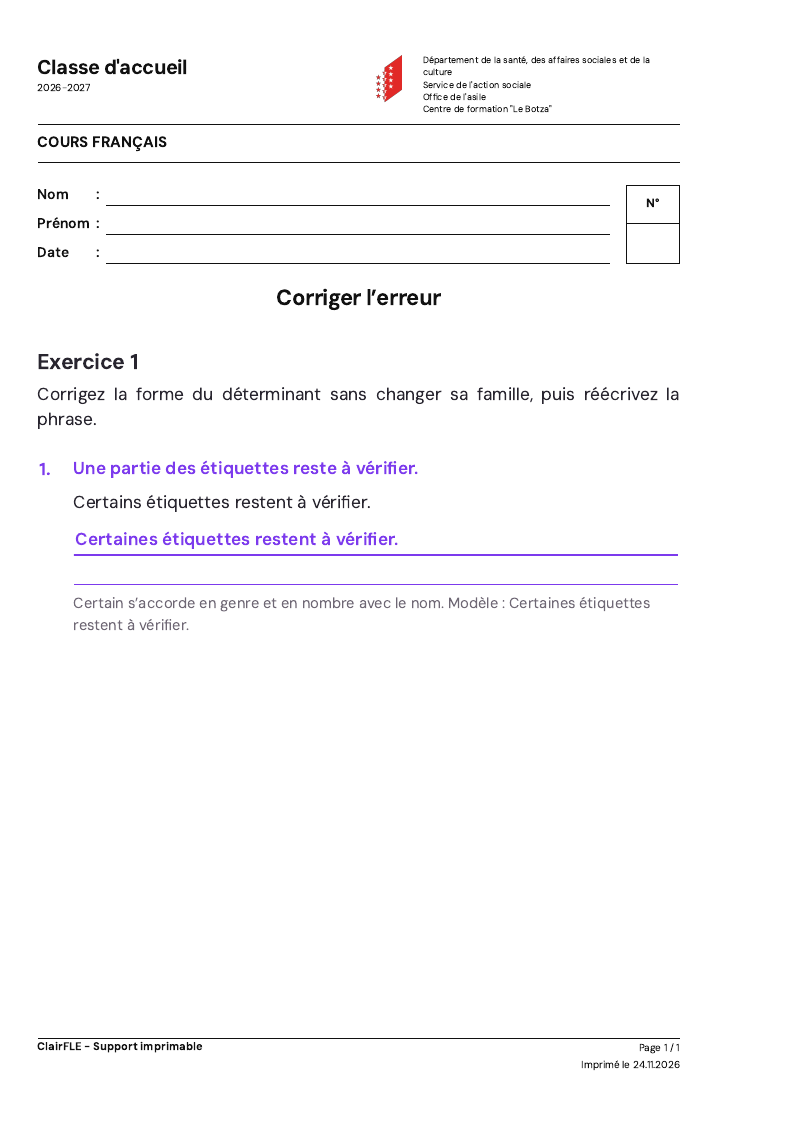 Classe d'accueil
2026-2027
Département de la santé, des affaires sociales et de la
culture
Service de l'action sociale
Office de l'asile
Centre de formation "Le Botza"
COURS FRANÇAIS
Nom :
Prénom :
Date :
N°
Corriger l’erreur
Exercice 1
Corrigez la forme du déterminant sans changer sa famille, puis réécrivez la
phrase.
1. Une partie des étiquettes reste à vérifier.
Certains étiquettes restent à vérifier.
Certaines étiquettes restent à vérifier.
Certain s’accorde en genre et en nombre avec le nom. Modèle : Certaines étiquettes
restent à vérifier.
ClairFLE - Support imprimable
Page 1 / 1
Imprimé le 24.11.2026